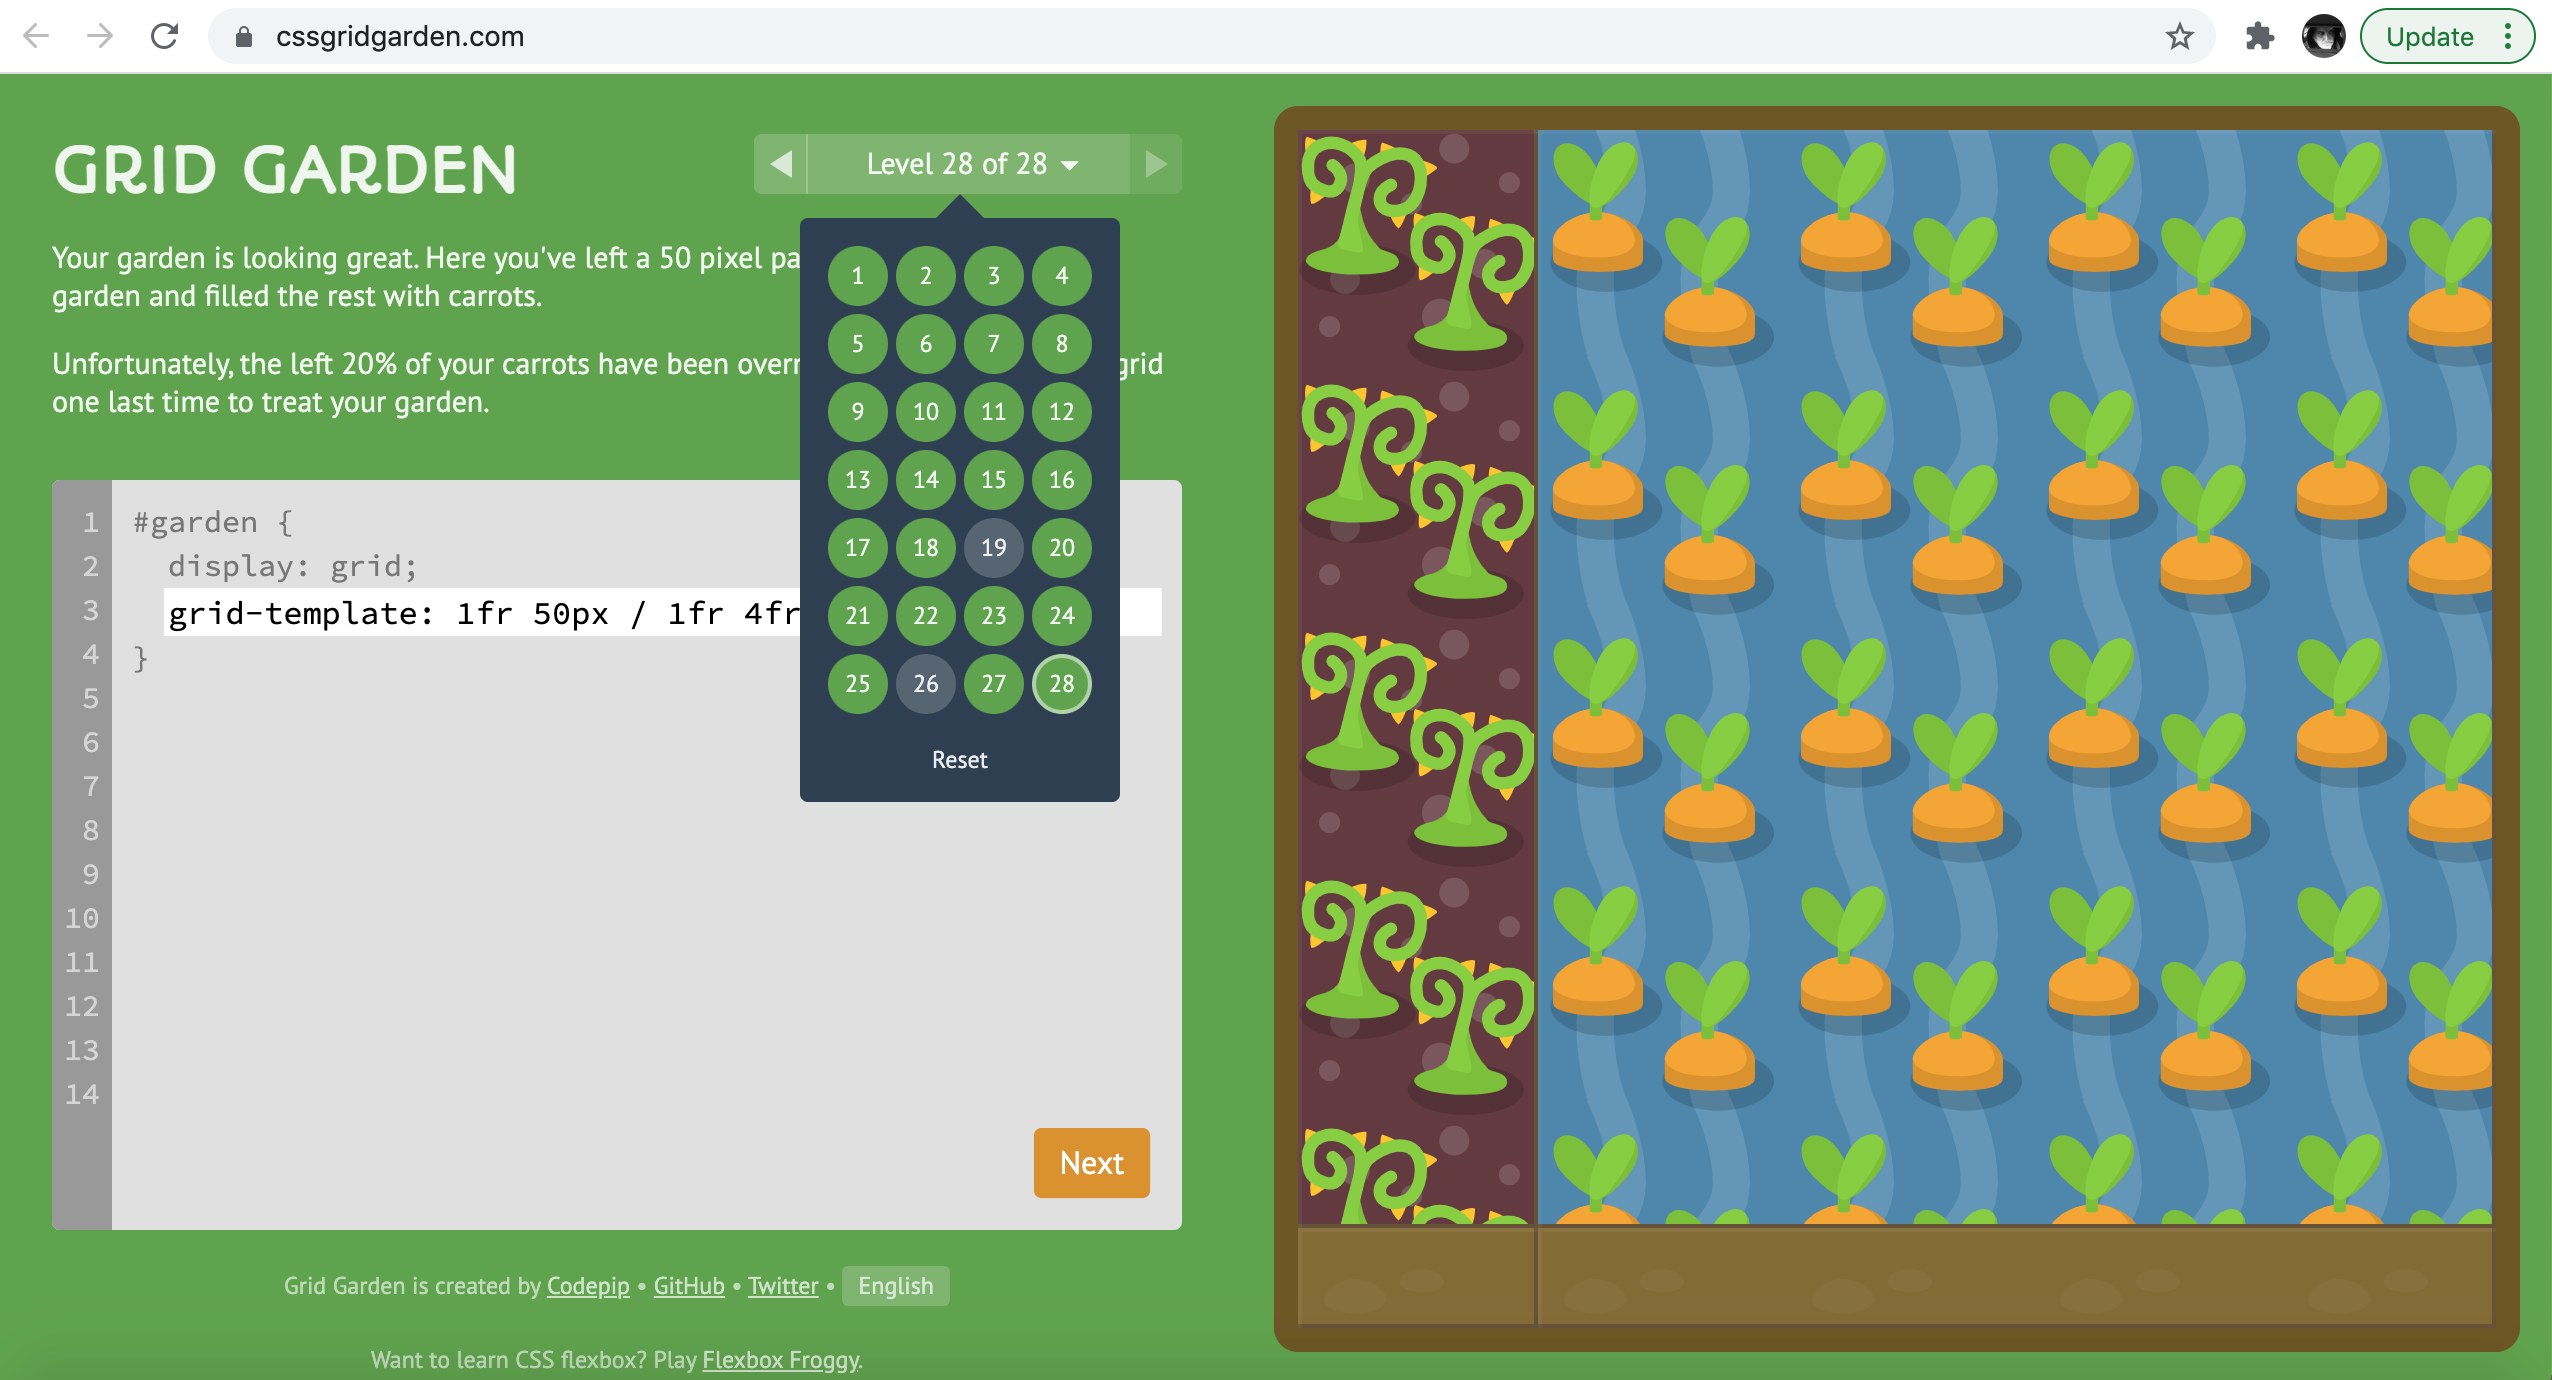 cssgridgarden.com
Update
GRID GARDEN
Level 28 of 28
Your garden is looking great. Here you've left a 50 pixel pa
garden and filled the rest with carrots.
Unfortunately, the left 20% of your carrots have been overr grid
one last time to treat your garden.
1 2 3 4
5 6 7 8
9 10 11 12
13 14 15 16
17 18 19 20
21 22 23 24
25 26 27 28
Reset
1 #garden {
2 display: grid;
3 grid-template: 1fr 50px / 1fr 4fr
4 }
5
6
7
8
9
10
11
12
13
14
Next
Grid Garden is created by Codepip • GitHub • Twitter • English
Want to learn CSS flexbox? Play Flexbox Froggy.